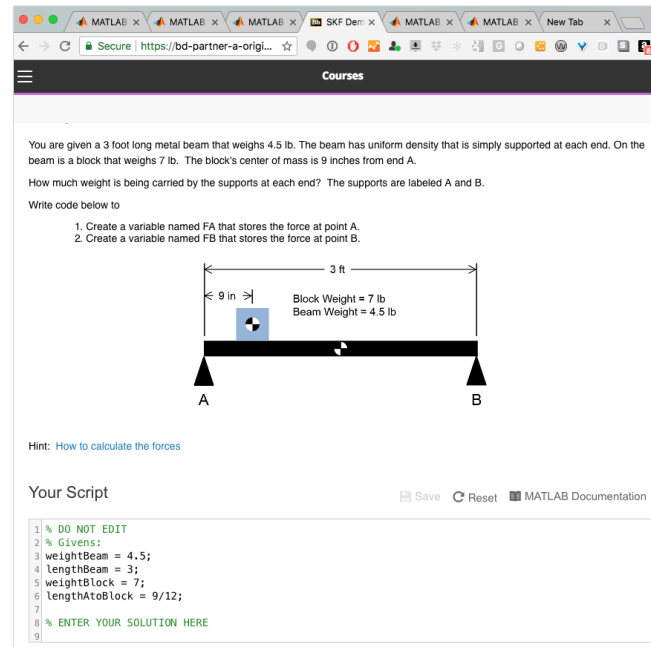 MATLAB × MATLAB × MATLAB × Bb SKF Dem × MATLAB × MATLAB × New Tab ×
Secure https://bd-partner-a-origi...
Courses
You are given a 3 foot long metal beam that weighs 4.5 lb. The beam has uniform density that is simply supported at each end. On the
beam is a block that weighs 7 lb. The block's center of mass is 9 inches from end A.
How much weight is being carried by the supports at each end? The supports are labeled A and B.
Write code below to
1. Create a variable named FA that stores the force at point A.
2. Create a variable named FB that stores the force at point B.
3 ft
9 in
Block Weight = 7 lb
Beam Weight = 4.5 lb
A B
Hint: How to calculate the forces
Your Script Save Reset MATLAB Documentation
1 % DO NOT EDIT
2 % Givens:
3 weightBeam = 4.5;
4 lengthBeam = 3;
5 weightBlock = 7;
6 lengthAtoBlock = 9/12;
7
8 % ENTER YOUR SOLUTION HERE
9